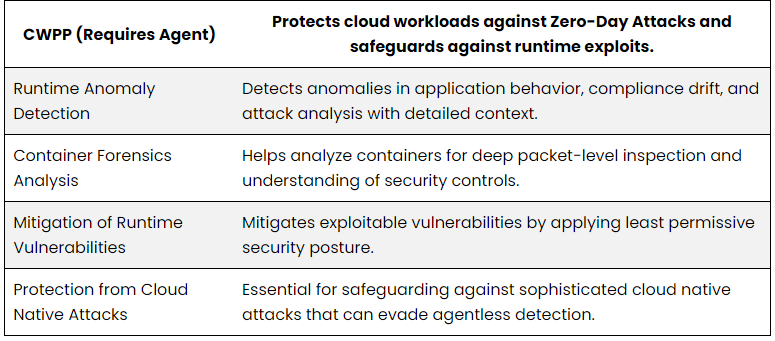 CWPP (Requires Agent)
Protects cloud workloads against Zero-Day Attacks and
safeguards against runtime exploits.
Runtime Anomaly
Detection
Detects anomalies in application behavior, compliance drift, and
attack analysis with detailed context.
Container Forensics
Analysis
Helps analyze containers for deep packet-level inspection and
understanding of security controls.
Mitigation of Runtime
Vulnerabilities
Mitigates exploitable vulnerabilities by applying least permissive
security posture.
Protection from Cloud
Native Attacks
Essential for safeguarding against sophisticated cloud native
attacks that can evade agentless detection.